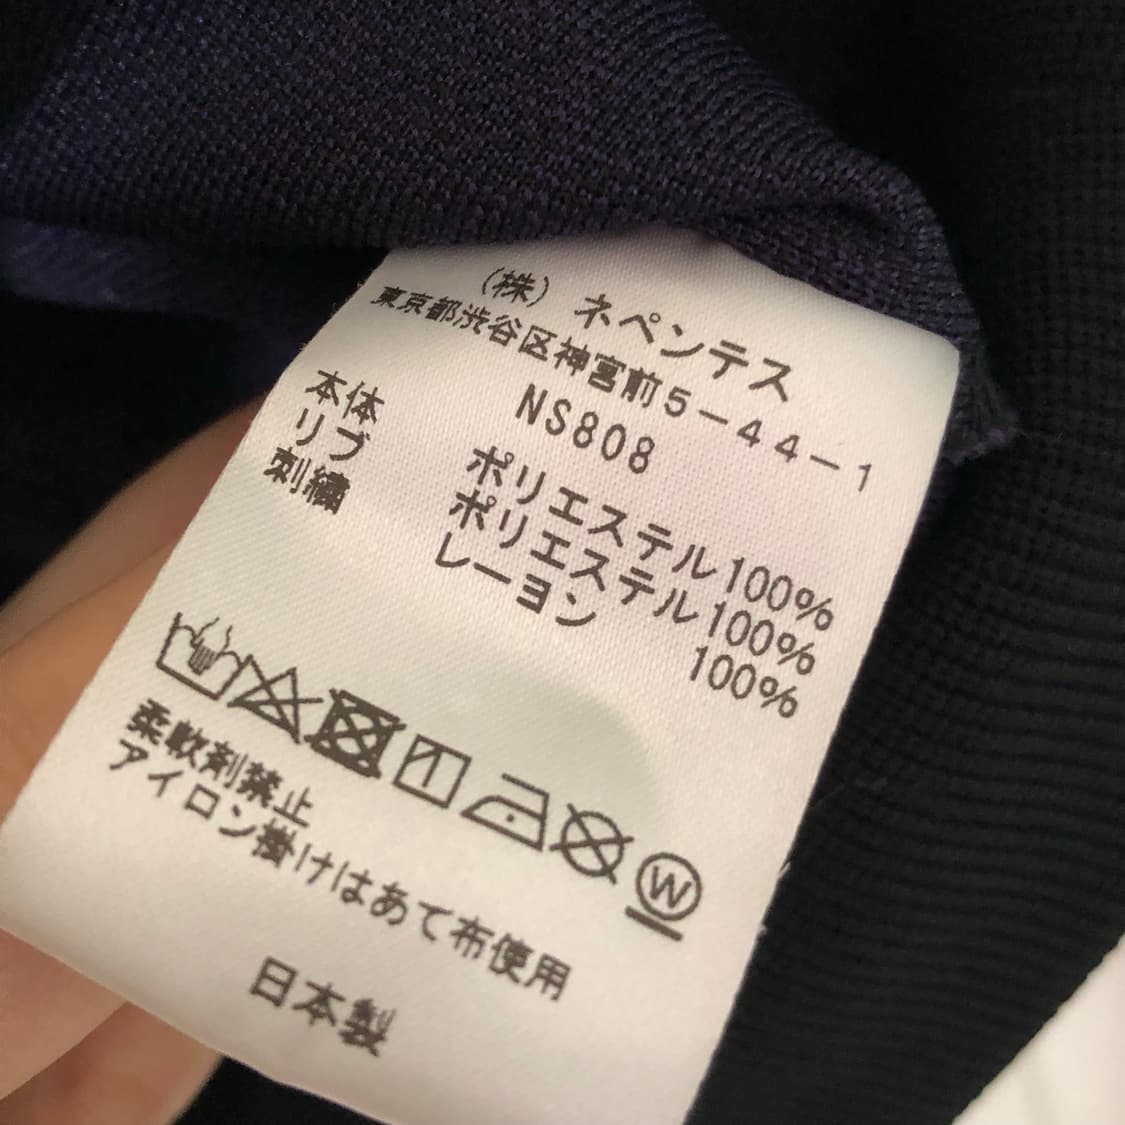 (株) ネペンテス
東京都渋谷区神宮前5-44-1
NS808
本体 ポリエステル100%
リブ ポリエステル100%
刺繍 レーヨン 100%
W
柔軟剤禁止
アイロン掛けはあて布使用
日本製